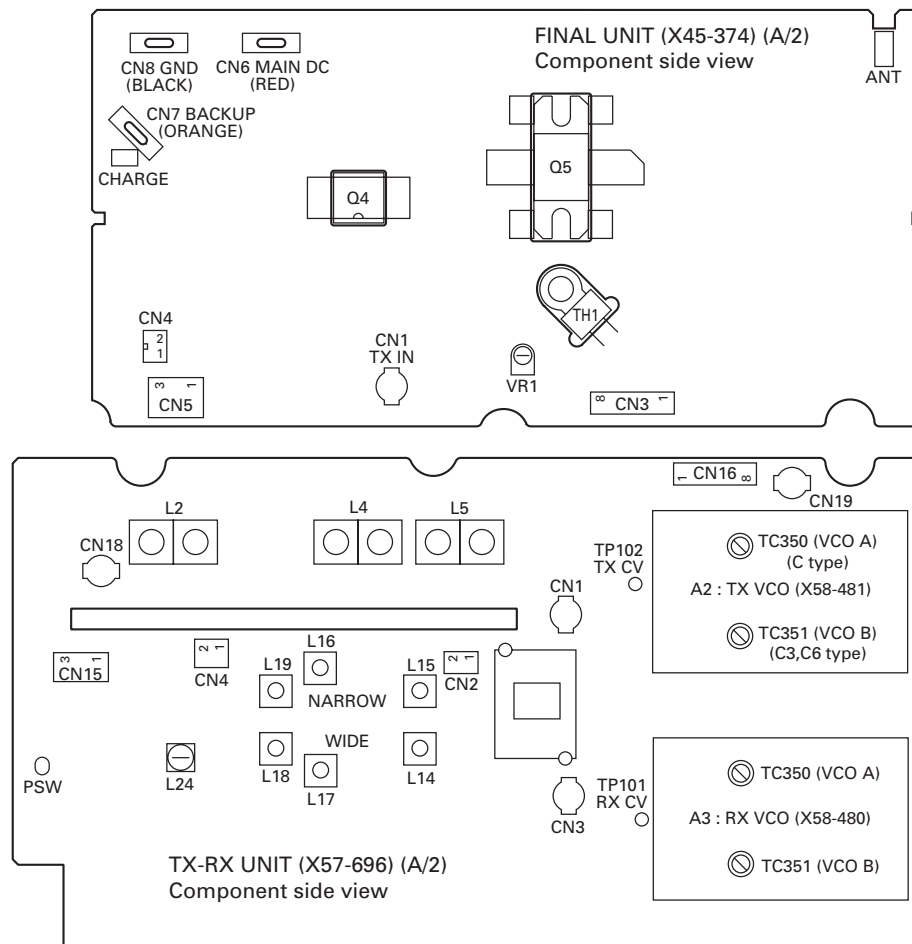 FINAL UNIT (X45-374) (A/2)
Component side view
ANT
CN8 GND
(BLACK)
CN6 MAIN DC
(RED)
CN7 BACKUP
(ORANGE)
CHARGE
Q4
Q5
TH1
CN4
2
1
CN1
TX IN
VR1
3 1
CN5
8 CN3 1
1 CN16 8
CN19
L2
L4
L5
CN18
TP102
TX CV
TC350 (VCO A)
(C type)
A2 : TX VCO (X58-481)
TC351 (VCO B)
(C3,C6 type)
CN1
L16
3 1
CN15
2 1
CN4
L19
L15
2 1
CN2
NARROW
WIDE
PSW
L24
L18
L17
L14
CN3
TP101
RX CV
TC350 (VCO A)
A3 : RX VCO (X58-480)
TC351 (VCO B)
TX-RX UNIT (X57-696) (A/2)
Component side view